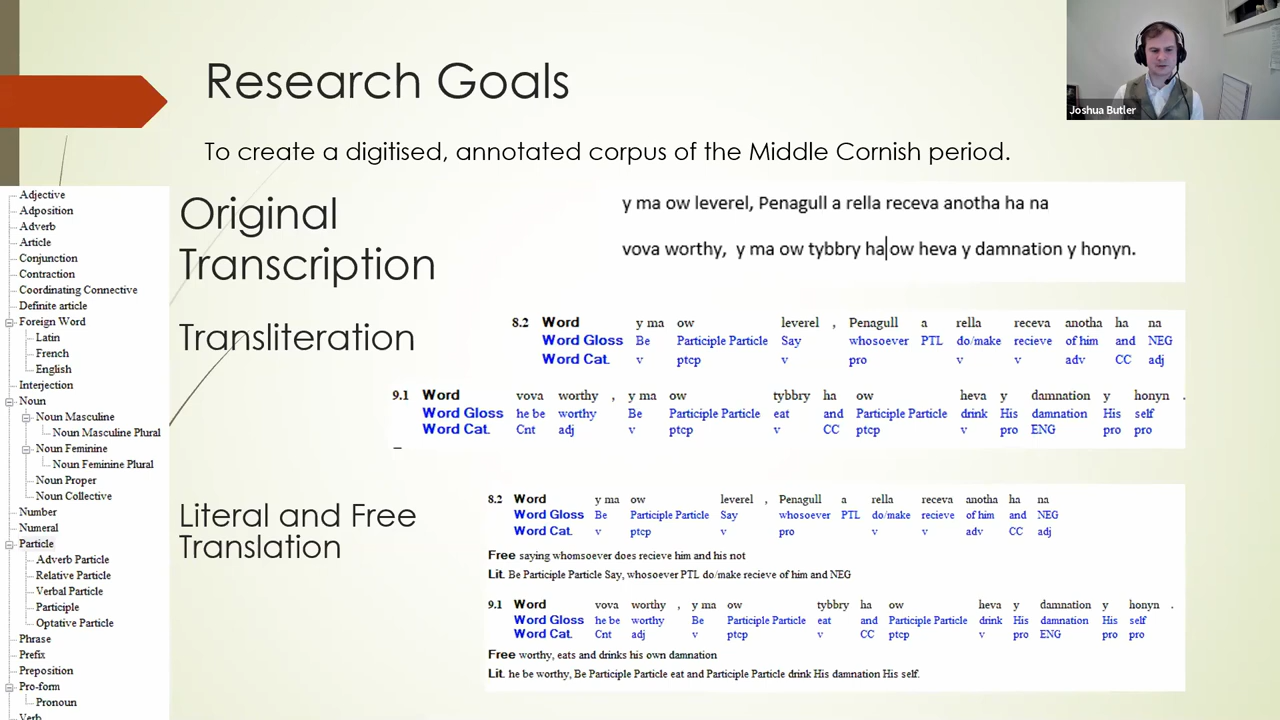 Research Goals
Joshua Butler
To create a digitised, annotated corpus of the Middle Cornish period.
Adjective
Adposition
Adverb
Article
Conjunction
Contraction
Coordinating Connective
Definite article
Foreign Word
Latin
French
English
Interjection
Noun
Noun Masculine
Noun Masculine Plural
Noun Feminine
Noun Feminine Plural
Noun Proper
Noun Collective
Number
Numeral
Particle
Adverb Particle
Relative Particle
Verbal Particle
Participle
Optative Particle
Phrase
Prefix
Preposition
Pro-form
Pronoun
Verb
Original
Transcription
y ma ow leverel, Penagull a rella receva anotha ha na
vova worthy, y ma ow tybbry ha ow heva y damnation y honyn.
Transliteration
8.2 Word y ma ow leverel , Penagull a rella receva anotha ha na
Word Gloss Be Participle Particle Say whosoever PTL do/make recieve of him and NEG
Word Cat. v ptcp v pro v v adv CC adj
9.1 Word vova worthy , y ma ow tybbry ha ow heva y damnation y honyn .
Word Gloss he be worthy Be Participle Particle eat and Participle Particle drink His damnation His self
Word Cat. Cnt adj v ptcp v CC ptcp v pro ENG pro pro
Literal and Free
Translation
8.2 Word y ma ow leverel , Penagull a rella receva anotha ha na
Word Gloss Be Participle Particle Say whosoever PTL do/make recieve of him and NEG
Word Cat. v ptcp v pro v v adv CC adj
Free saying whomsoever does recieve him and his not
Lit. Be Participle Particle Say, whosoever PTL do/make recieve of him and NEG
9.1 Word vova worthy , y ma ow tybbry ha ow heva y damnation y honyn .
Word Gloss he be worthy Be Participle Particle eat and Participle Particle drink His damnation His self
Word Cat. Cnt adj v ptcp v CC ptcp v pro ENG pro pro
Free worthy, eats and drinks his own damnation
Lit. he be worthy, Be Participle Particle eat and Participle Particle drink His damnation His self.